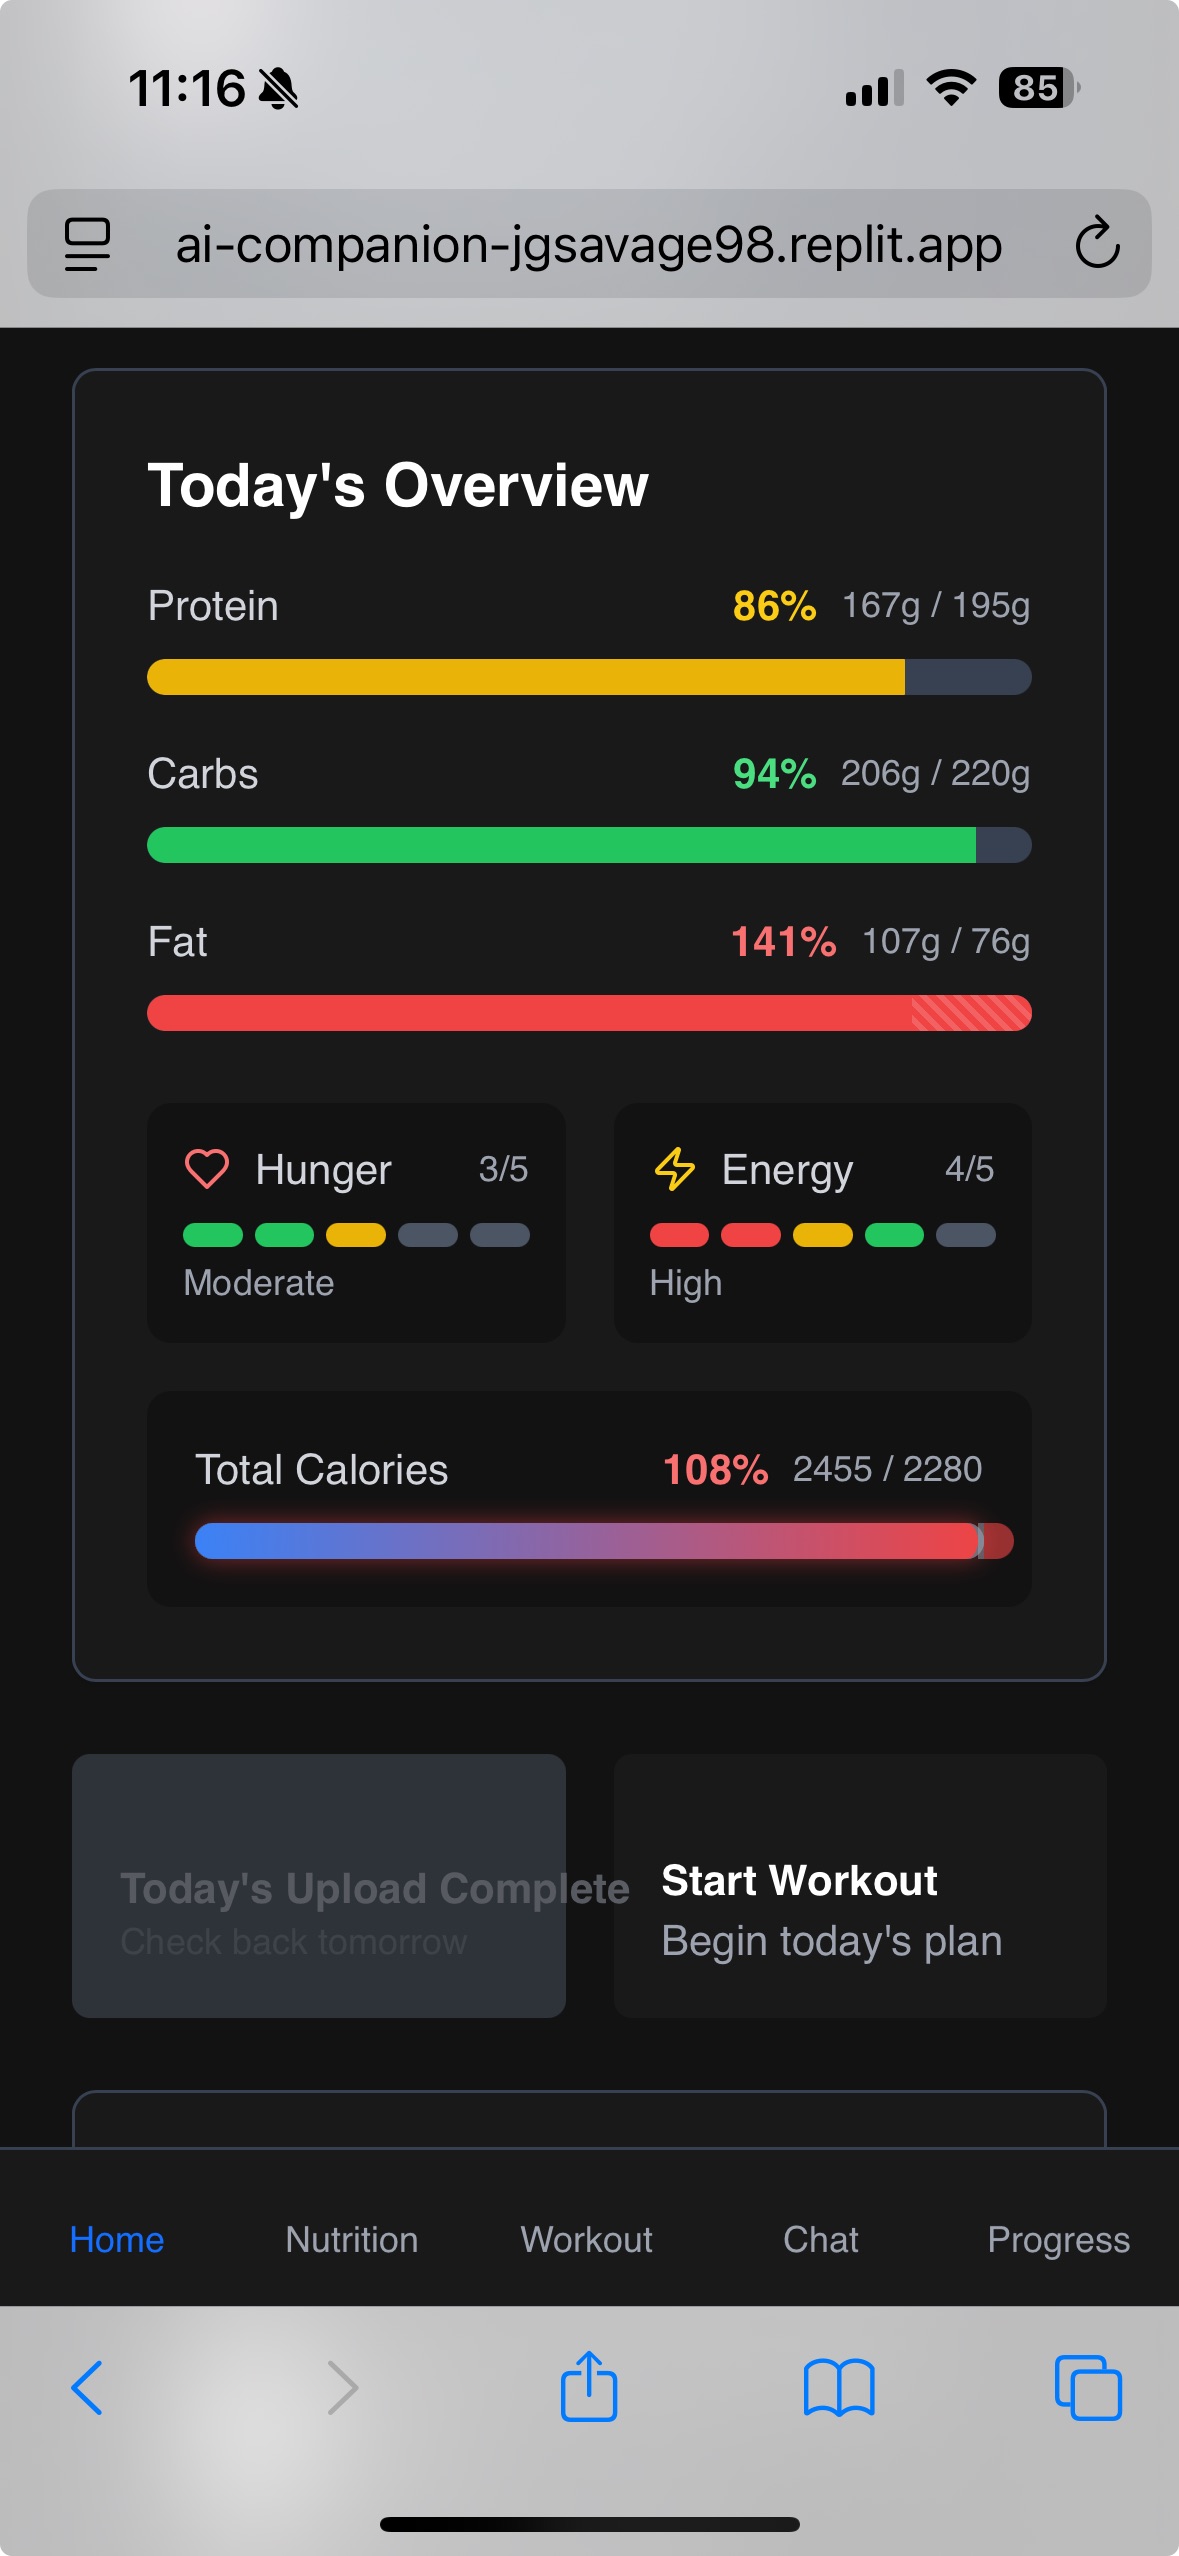 11:16
85
ai-companion-jgsavage98.replit.app
Today's Overview
Protein 86% 167g / 195g
Carbs 94% 206g / 220g
Fat 141% 107g / 76g
Hunger 3/5
Moderate
Energy 4/5
High
Total Calories 108% 2455 / 2280
Today's Upload Complete
Check back tomorrow
Start Workout
Begin today's plan
Home Nutrition Workout Chat Progress